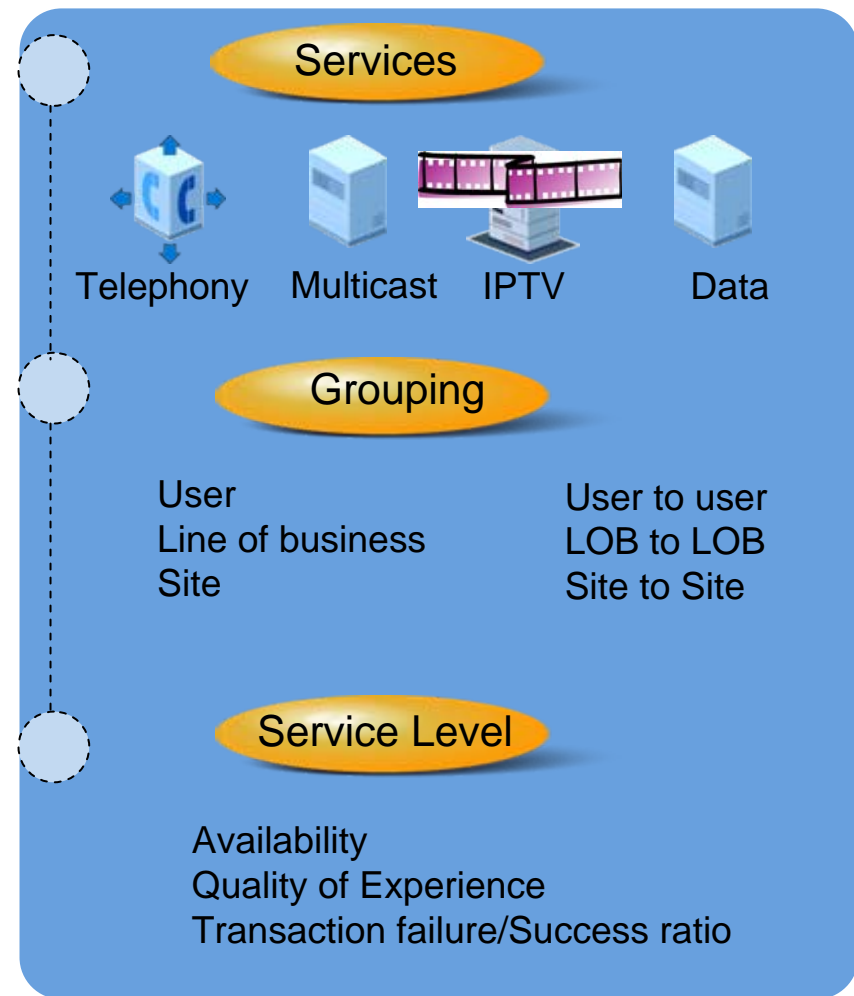 Services
Telephony Multicast IPTV Data
Grouping
User
Line of business
Site
User to user
LOB to LOB
Site to Site
Service Level
Availability
Quality of Experience
Transaction failure/Success ratio